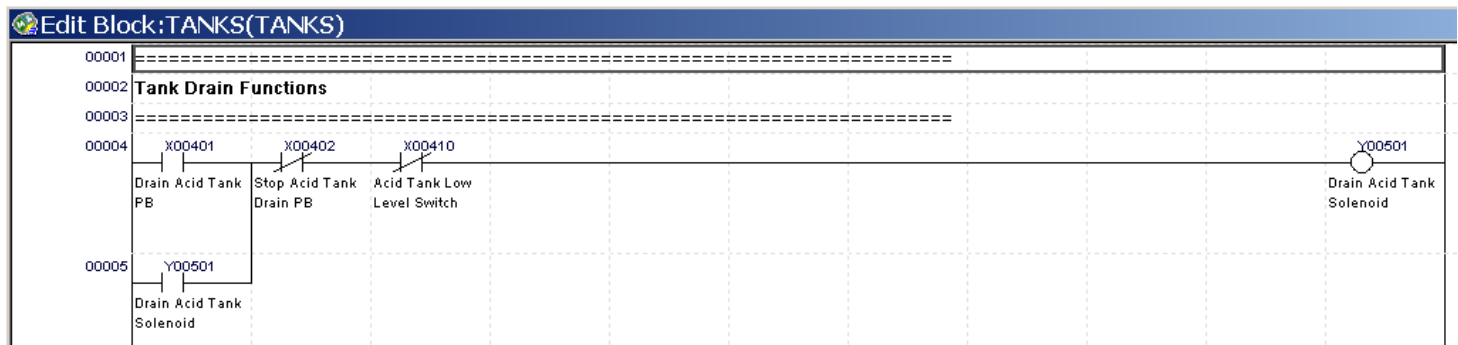 Edit Block:TANKS(TANKS)
00001 ====================================================================
00002 Tank Drain Functions
00003 ====================================================================
00004 X00401 X00402 X00410 Y00501
Drain Acid Tank Stop Acid Tank Acid Tank Low Drain Acid Tank
PB Drain PB Level Switch Solenoid
00005 Y00501
Drain Acid Tank
Solenoid